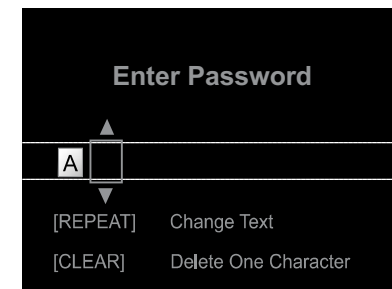 Enter Password
A
[REPEAT] Change Text
[CLEAR] Delete One Character